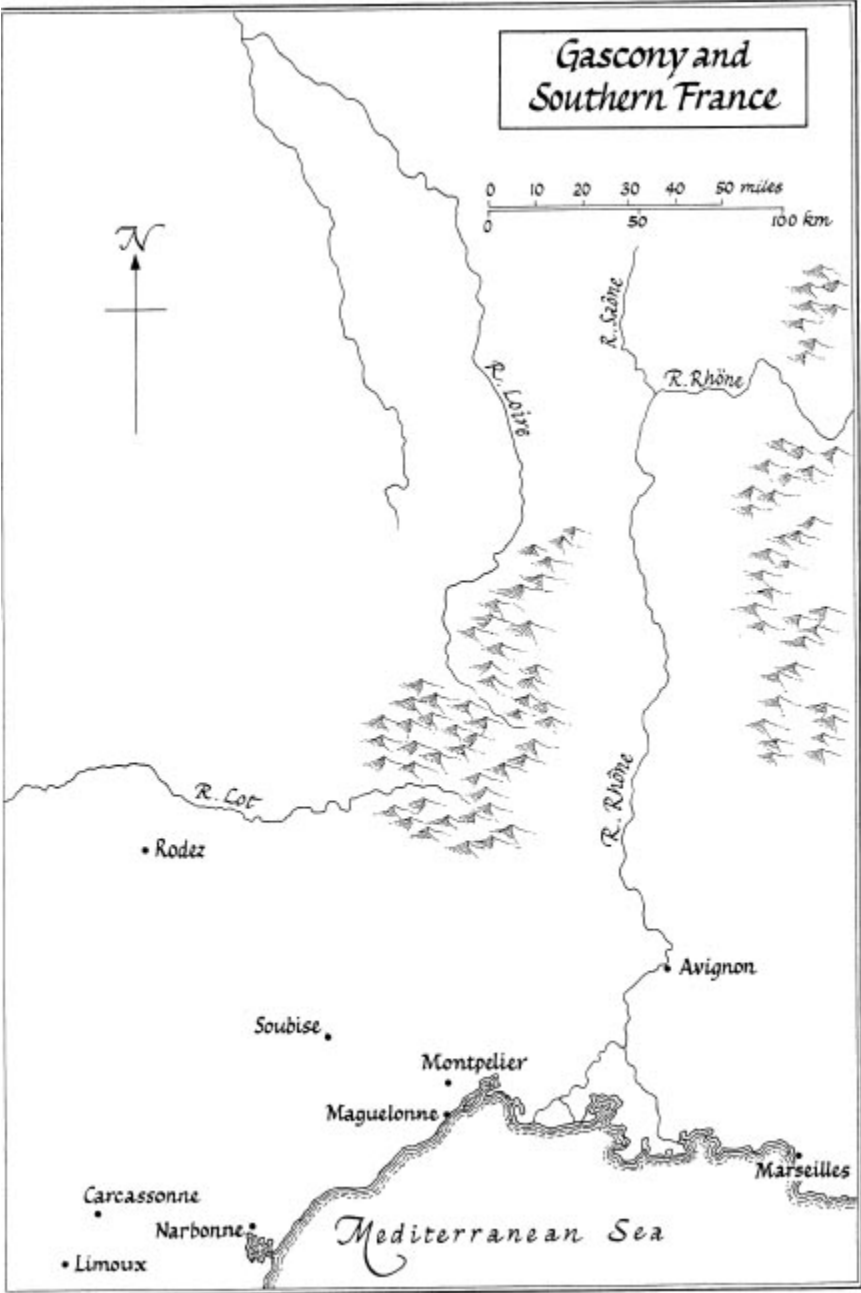 Gascony and
Southern France
0 10 20 30 40 50 miles
0 50 100 km
N
R. Saône
R. Rhône
R. Loire
R. Lot
R. Rhône
Rodez
Avignon
Soubise
Montpelier
Maguelonne
Marseilles
Carcassonne
Narbonne
Mediterranean Sea
Limoux